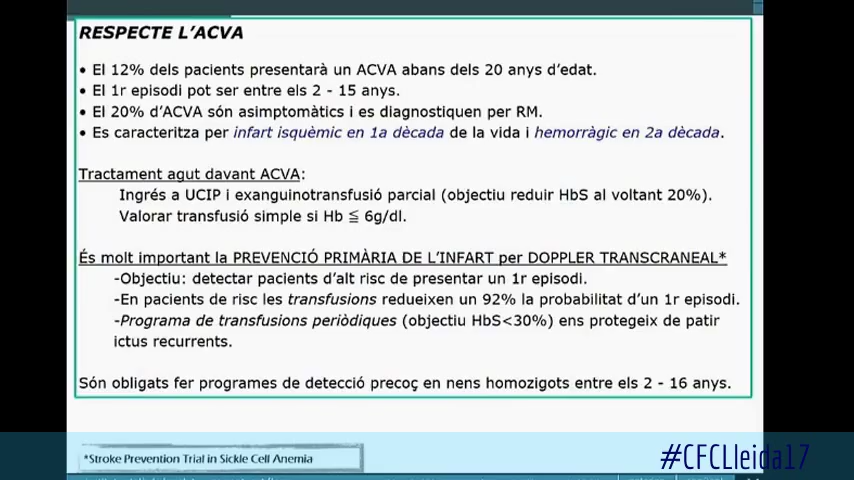 RESPECTE L'ACVA
• El 12% dels pacients presentarà un ACVA abans dels 20 anys d'edat.
• El 1r episodi pot ser entre els 2 - 15 anys.
• El 20% d'ACVA són asimptomàtics i es diagnostiquen per RM.
• Es caracteritza per infart isquèmic en 1a dècada de la vida i hemorràgic en 2a dècada.
Tractament agut davant ACVA:
Ingrés a UCIP i exanguinotransfusió parcial (objectiu reduir HbS al voltant 20%).
Valorar transfusió simple si Hb ≦ 6g/dl.
És molt important la PREVENCIÓ PRIMÀRIA DE L'INFART per DOPPLER TRANSCRANEAL*
-Objectiu: detectar pacients d'alt risc de presentar un 1r episodi.
-En pacients de risc les transfusions redueixen un 92% la probabilitat d'un 1r episodi.
-Programa de transfusions periòdiques (objectiu HbS<30%) ens protegeix de patir
ictus recurrents.
Són obligats fer programes de detecció precoç en nens homozigots entre els 2 - 16 anys.
*Stroke Prevention Trial in Sickle Cell Anemia
#CFCLleida17